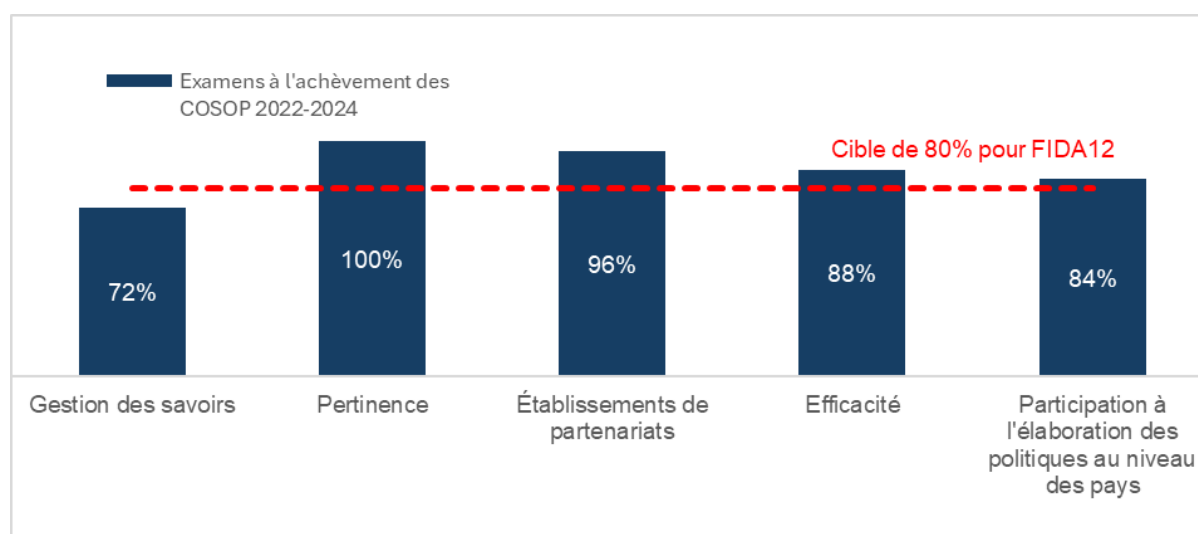 Examens à l'achèvement des
COSOP 2022-2024
Cible de 80% pour FIDA12
72%
100%
96%
88%
84%
Gestion des savoirs
Pertinence
Établissements de
partenariats
Efficacité
Participation à
l'élaboration des
politiques au niveau
des pays